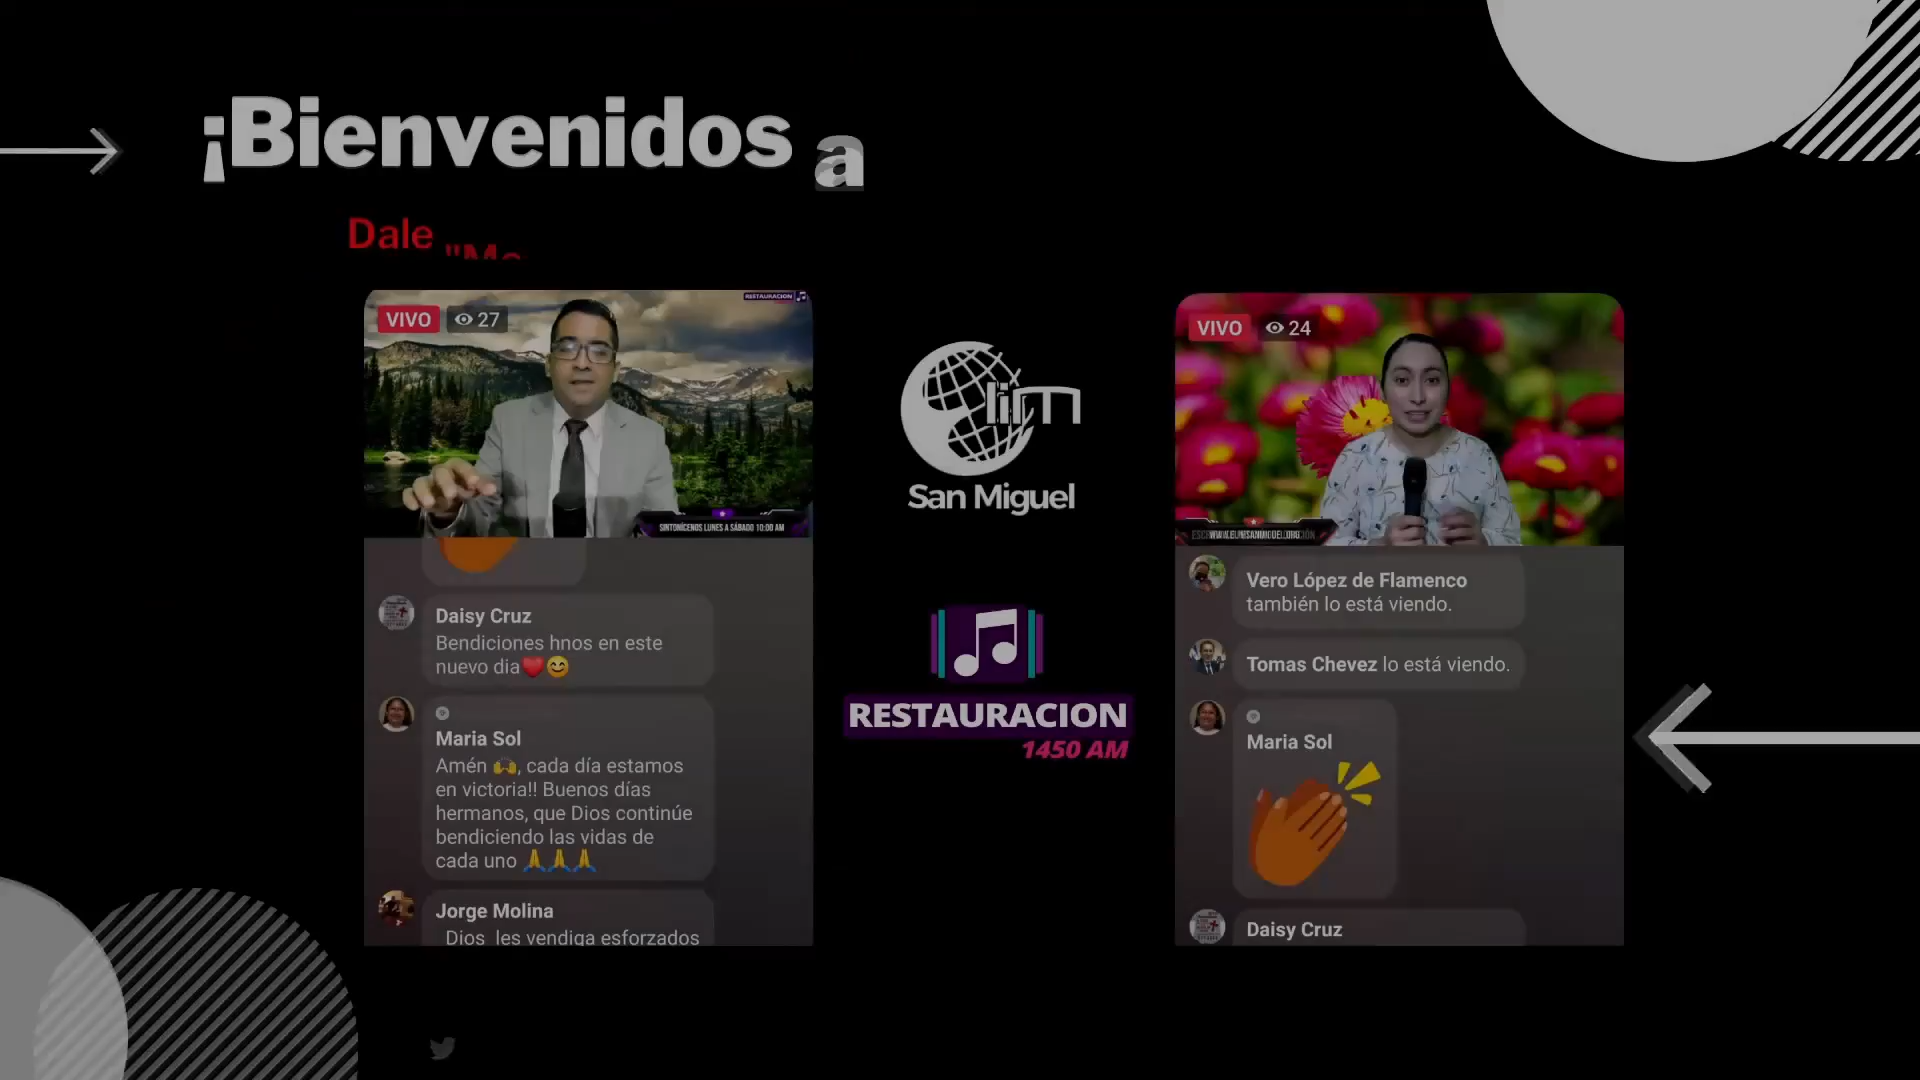 ¡Bienvenidos a
Dale
RESTAURACION
VIVO 27
SINTONÍCENOS LUNES A SÁBADO 10:00 AM
Daisy Cruz
Bendiciones hnos en este
nuevo dia❤️😊
Maria Sol
Amén 🙌, cada día estamos
en victoria!! Buenos días
hermanos, que Dios continúe
bendiciendo las vidas de
cada uno 🙏🙏🙏
Jorge Molina
Dios les vendiga esforzados
elim
San Miguel
RESTAURACION
1450 AM
VIVO 24
Vero López de Flamenco
también lo está viendo.
Tomas Chevez lo está viendo.
Maria Sol
👏
Daisy Cruz